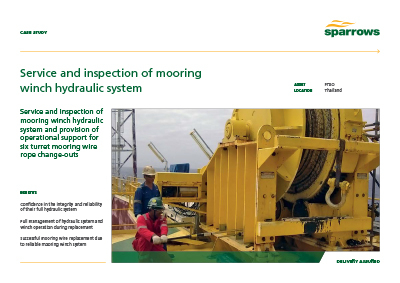 CASE STUDY
sparrows
Service and inspection of mooring
winch hydraulic system
ASSET FPSO
LOCATION Thailand
Service and inspection of
mooring winch hydraulic
system and provision of
operational support for
six turret mooring wire
rope change-outs
BENEFITS
Confidence in the integrity and reliability
of their full hydraulic system
Full management of hydraulic system and
winch operation during replacement
Successful mooring wire replacement due
to reliable mooring winch system
DELIVERY ASSURED